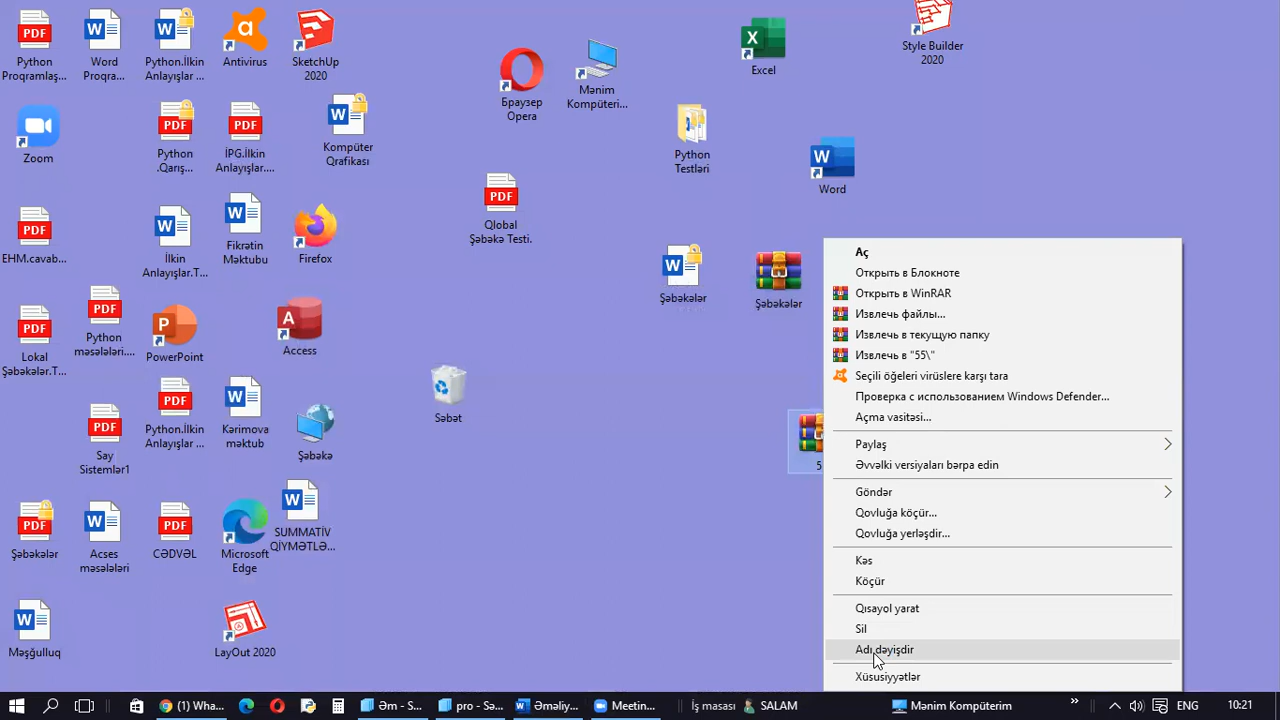 Python
Proqramlaş...
Word
Proqra...
Python.İlkin
Anlayışlar ...
Antivirus
SketchUp
2020
Браузер
Opera
Mənim
Kompüteri...
Excel
Style Builder
2020
Zoom
Python
.Qarış...
İPG.İlkin
Anlayışlar....
Kompüter
Qrafikası
Python
Testləri
Word
EHM.cavab...
İlkin
Anlayışlar.T...
Fikrətin
Məktubu
Firefox
Qlobal
Şəbəkə Testi.
Şəbəkələr
Şəbəkələr
Lokal
Şəbəkələr.T...
Python
məsələləri....
PowerPoint
Access
Səbət
Say
Sistemlər1
Python.İlkin
Anlayışlar ...
Kərimova
məktub
Şəbəkə
5
Şəbəkələr
Acses
məsələləri
CƏDVƏL
Microsoft
Edge
SUMMATİV
QİYMƏTLƏ...
Məşğulluq
LayOut 2020
Aç
Открыть в Блокноте
Открыть в WinRAR
Извлечь файлы...
Извлечь в текущую папку
Извлечь в "55\"
Seçili öğeleri virüslere karşı tara
Проверка с использованием Windows Defender...
Açma vasitəsi...
Paylaş
Əvvəlki versiyaları bərpa edin
Göndər
Qovluğa köçür...
Qovluğa yerləşdir...
Kəs
Köçür
Qısayol yarat
Sil
Adı dəyişdir
Xüsusiyyətlər
(1) Wha...
Əm - S...
pro - Sə...
Əməliy...
Meetin...
İş masası
SALAM
Mənim Kompüterim
ENG
10:21